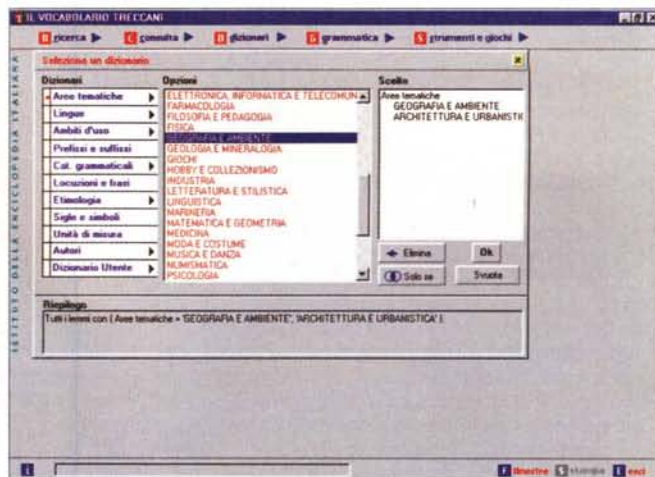 IL VOCABOLARIO TRECCANI
R ricerca C consulta D dizionari G grammatica S strumenti e giochi
ISTITUTO DELLA ENCICLOPEDIA ITALIANA
Seleziona un dizionario
Dizionari
Aree tematiche
Lingue
Ambiti d'uso
Prefissi e suffissi
Cat. grammaticali
Locuzioni e frasi
Etimologia
Sigle e simboli
Unità di misura
Autori
Dizionario Utente
Opzioni
ELETTRONICA, INFORMATICA E TELECOMUN
FARMACOLOGIA
FILOSOFIA E PEDAGOGIA
FISICA
GEOGRAFIA E AMBIENTE
GEOLOGIA E MINERALOGIA
GIOCHI
HOBBY E COLLEZIONISMO
INDUSTRIA
LETTERATURA E STILISTICA
LINGUISTICA
MARINERIA
MATEMATICA E GEOMETRIA
MEDICINA
MODA E COSTUME
MUSICA E DANZA
NUMISMATICA
PSICOLOGIA
Scelte
Aree tematiche
GEOGRAFIA E AMBIENTE
ARCHITETTURA E URBANISTK
Elimina Ok
Solo se Svuota
Riepilogo
Tutti i lemmi con ( Aree tematiche = 'GEOGRAFIA E AMBIENTE', 'ARCHITETTURA E URBANISTICA' ).
i F finestre S stampa E esci